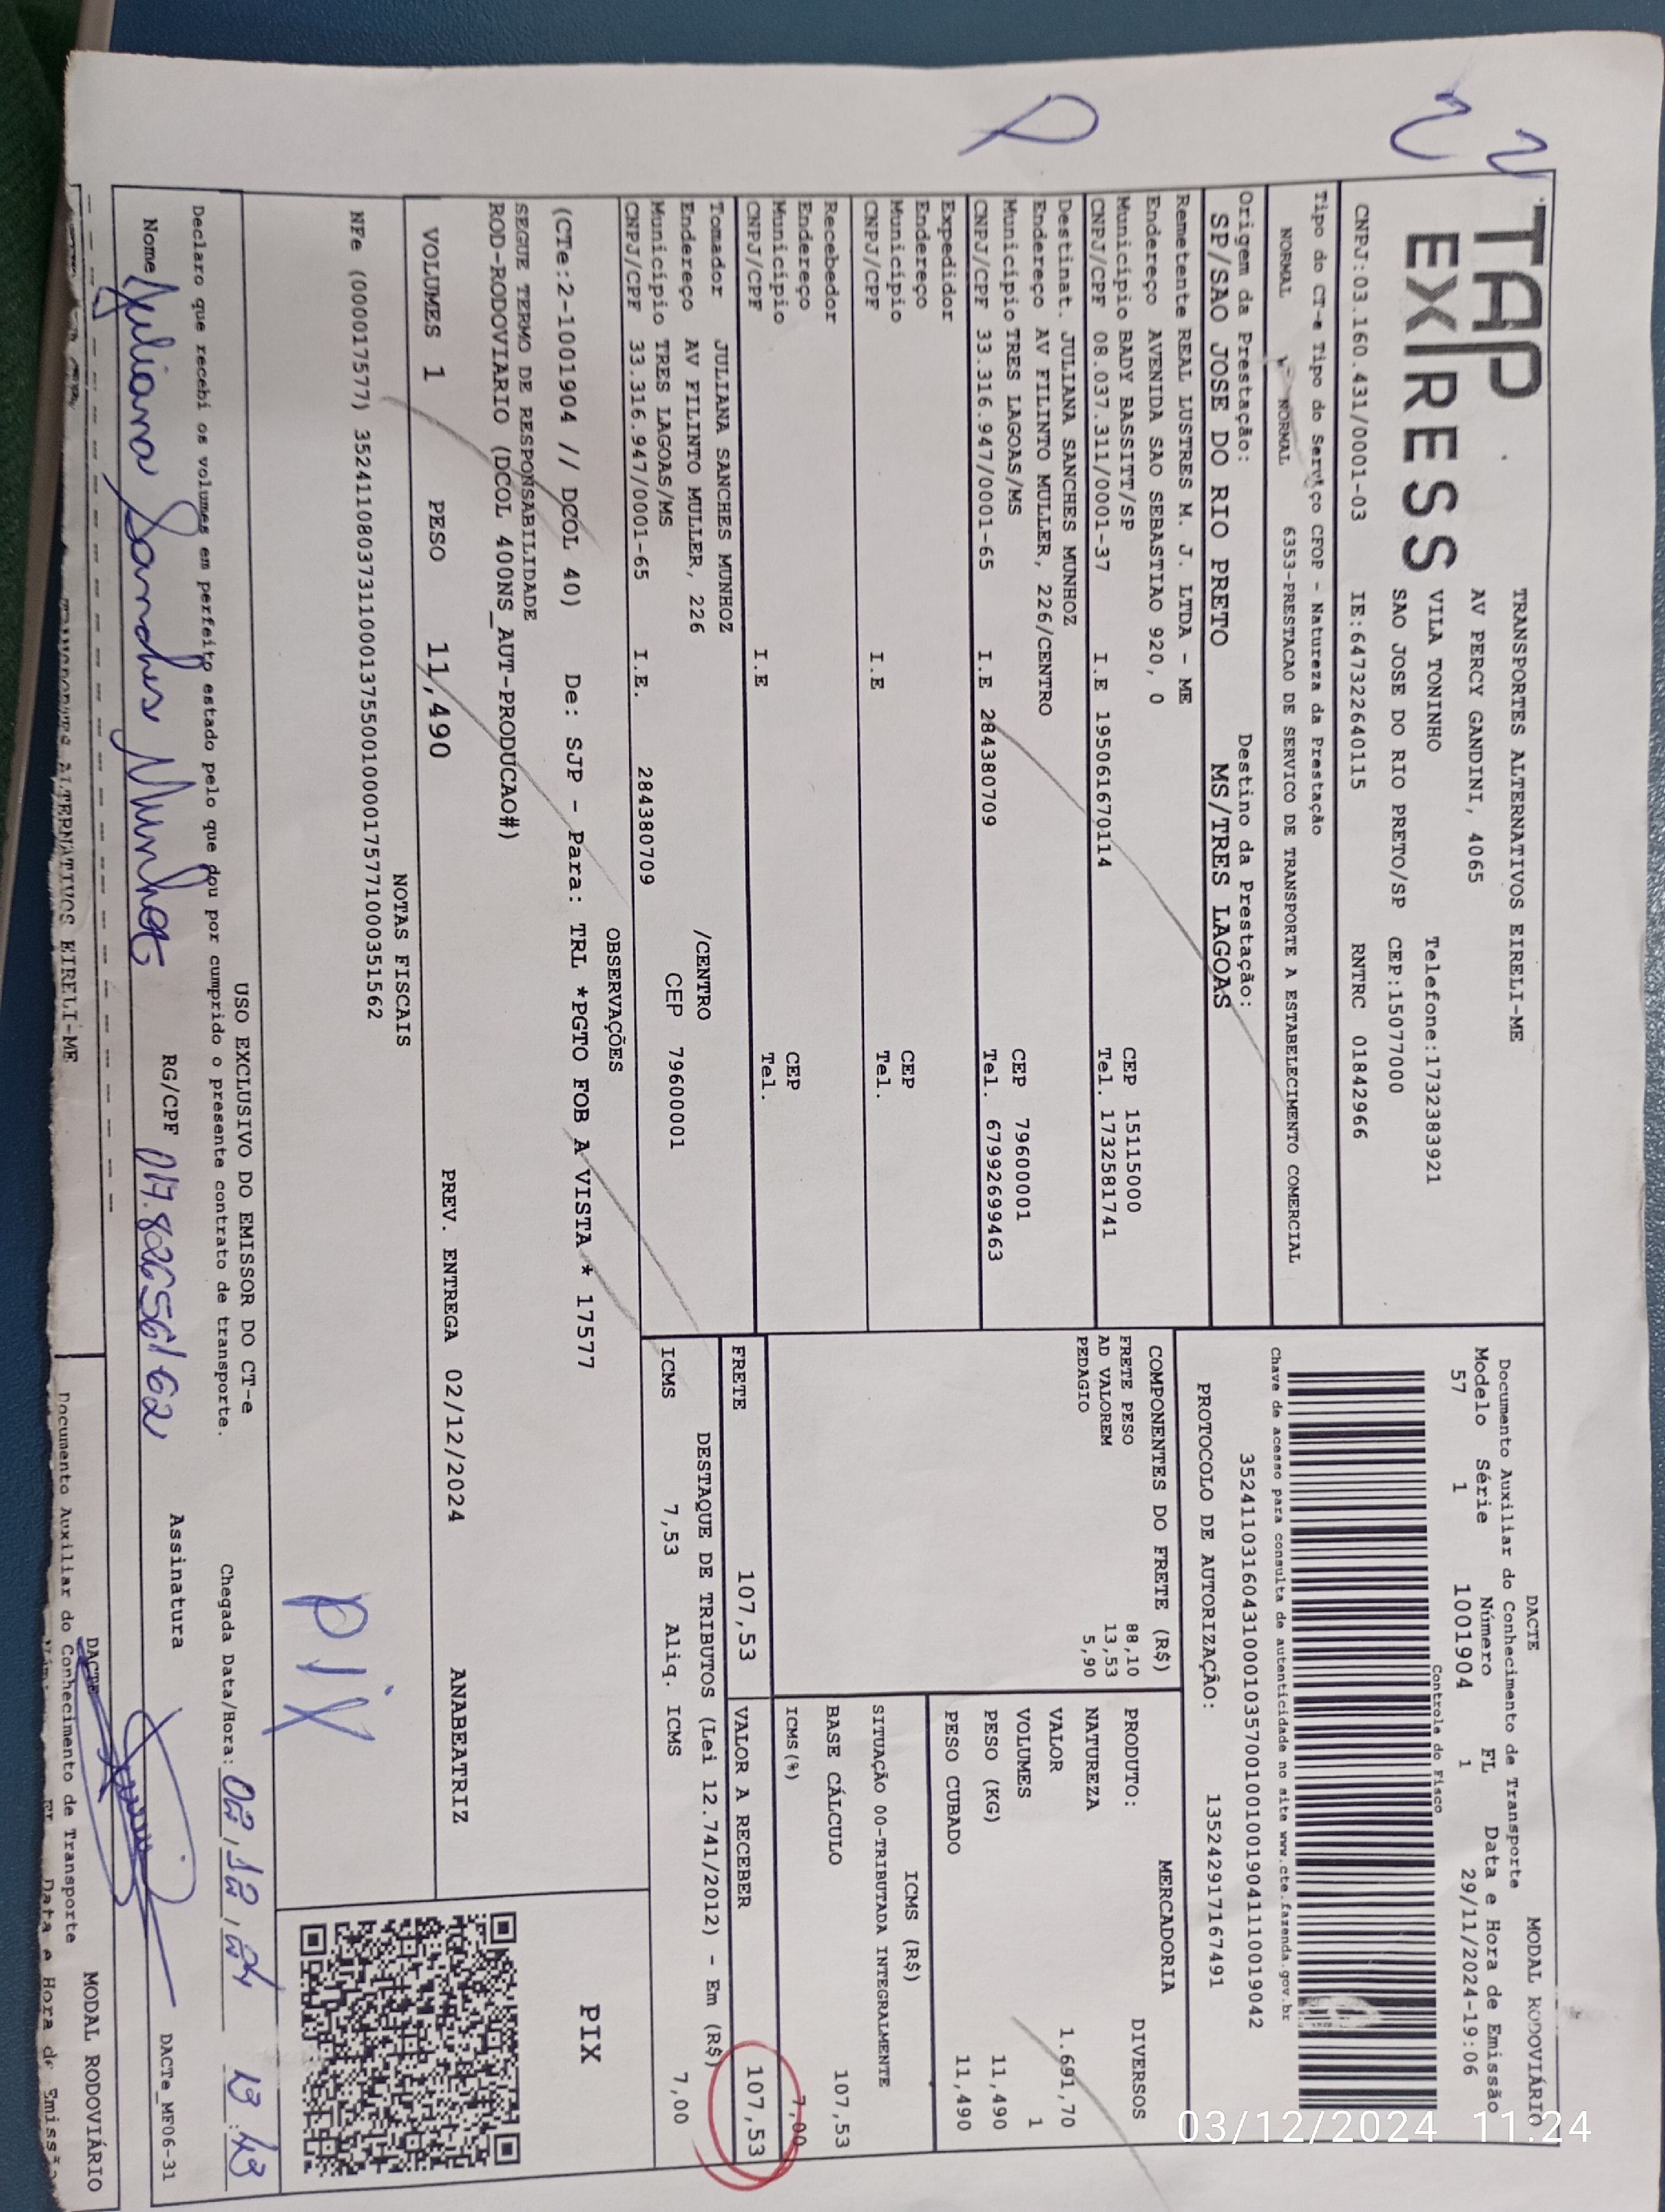 TAP
EXPRESS
TRANSPORTES ALTERNATIVOS EIRELI-ME
AV PERCY GANDINI, 4065
VILA TONINHO Telefone:1732383921
SAO JOSE DO RIO PRETO/SP CEP:15077000
CNPJ:03.160.431/0001-03 IE:647322640115 RNTRC 01842966
Tipo do CT-e Tipo do Serviço CFOP - Natureza da Prestação
NORMAL NORMAL 6353-PRESTACAO DE SERVICO DE TRANSPORTE A ESTABELECIMENTO COMERCIAL
Origem da Prestação: Destino da Prestação:
SP/SAO JOSE DO RIO PRETO MS/TRES LAGOAS
DACTE MODAL RODOVIÁRIO
Documento Auxiliar do Conhecimento de Transporte
Modelo Série Número FL Data e Hora de Emissão
57 1 1001904 1 29/11/2024-19:06
Controle do Fisco
Chave de acesso para consulta de autenticidade no site www.cte.fazenda.gov.br
35241103160431000103570010010019041110019042
PROTOCOLO DE AUTORIZAÇÃO: 135242917167491
Remetente REAL LUSTRES M. J. LTDA - ME
Endereço AVENIDA SAO SEBASTIAO 920, 0
Município BADY BASSITT/SP CEP 15115000
CNPJ/CPF 08.037.311/0001-37 I.E 195061670114 Tel. 1732581741
Destinat. JULIANA SANCHES MUNHOZ
Endereço AV FILINTO MULLER, 226/CENTRO
Município TRES LAGOAS/MS CEP 79600001
CNPJ/CPF 33.316.947/0001-65 I.E 284380709 Tel. 67992699463
Expedidor
Endereço
Município CEP
CNPJ/CPF I.E Tel.
Recebedor
Endereço
Município CEP
CNPJ/CPF I.E Tel.
Tomador JULIANA SANCHES MUNHOZ
Endereço AV FILINTO MULLER, 226 /CENTRO
Município TRES LAGOAS/MS CEP 79600001
CNPJ/CPF 33.316.947/0001-65 I.E. 284380709
COMPONENTES DO FRETE (R$)
FRETE PESO 88,10
AD VALOREM 13,53
PEDAGIO 5,90
MERCADORIA
PRODUTO: DIVERSOS
NATUREZA
VALOR 1.691,70
VOLUMES 1
PESO (KG) 11,490
PESO CUBADO 11,490
ICMS (R$)
SITUAÇÃO 00-TRIBUTADA INTEGRALMENTE
BASE CÁLCULO 107,53
ICMS(%) 7,00
FRETE 107,53 VALOR A RECEBER 107,53
DESTAQUE DE TRIBUTOS (Lei 12.741/2012) - Em (R$)
ICMS 7,53 Aliq. ICMS 7,00
OBSERVAÇÕES
(CTe:2-1001904 // DCOL 40) De: SJP - Para: TRL *PGTO FOB A VISTA * 17577
SEGUE TERMO DE RESPONSABILIDADE
ROD-RODOVIARIO (DCOL 400NS_AUT-PRODUCAO#)
PIX
VOLUMES 1 PESO 11,490 PREV. ENTREGA 02/12/2024 ANABEATRIZ
NOTAS FISCAIS
NFe (000017577) 35241108037311000137550010000175771000351562
PIX
USO EXCLUSIVO DO EMISSOR DO CT-e
Declaro que recebi os volumes em perfeito estado pelo que dou por cumprido o presente contrato de transporte.
Chegada Data/Hora: 02/12/24 13:43
Nome Juliana Sanches Munhoz RG/CPF Assinatura
DACTe_MF06-31
TRANSPORTES ALTERNATIVOS EIRELI-ME
DACTE MODAL RODOVIÁRIO
Documento Auxiliar do Conhecimento de Transporte
FL Data e Hora de Emissão
03/12/2024 11:24